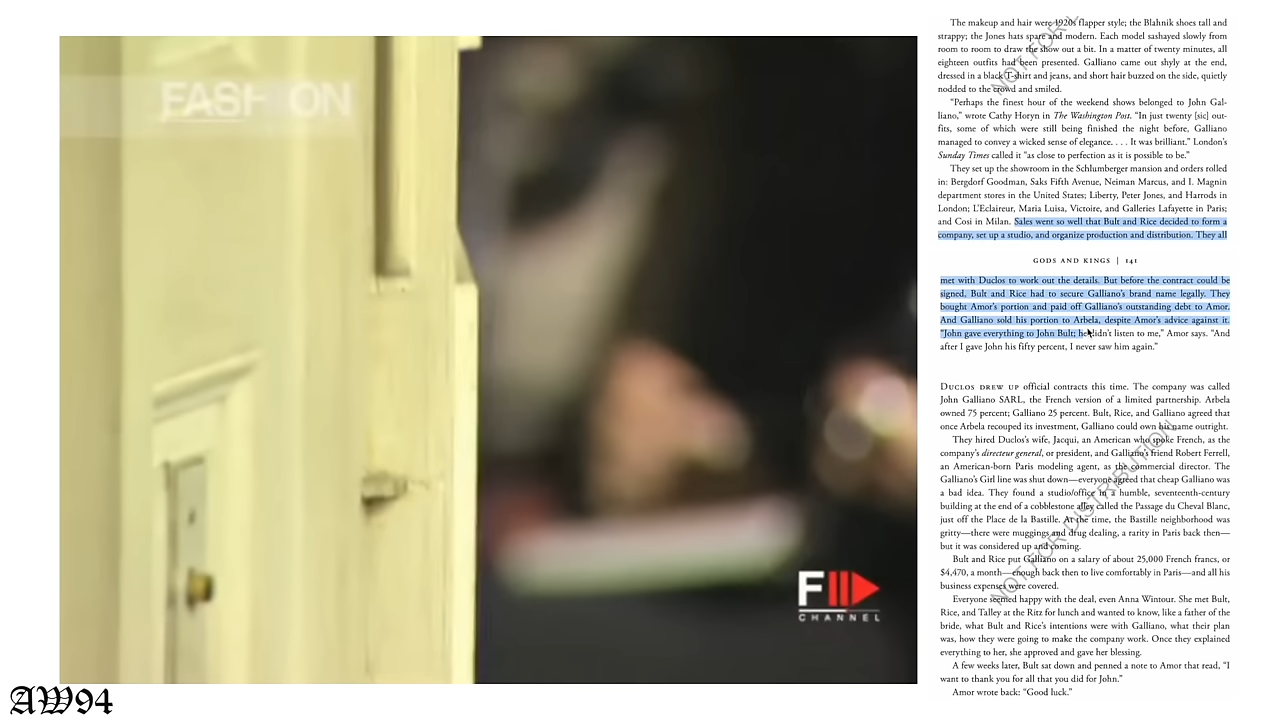 FASHION
F
CHANNEL
AW94
The makeup and hair were 1920s flapper style; the Blahnik shoes tall and
strappy; the Jones hats spare and modern. Each model sashayed slowly from
room to room to draw the show out a bit. In a matter of twenty minutes, all
eighteen outfits had been presented. Galliano came out shyly at the end,
dressed in a black T-shirt and jeans, and short hair buzzed on the side, quietly
nodded to the crowd and smiled.
“Perhaps the finest hour of the weekend shows belonged to John Gal-
liano,” wrote Cathy Horyn in The Washington Post. “In just twenty [sic] out-
fits, some of which were still being finished the night before, Galliano
managed to convey a wicked sense of elegance. . . . It was brilliant.” London’s
Sunday Times called it “as close to perfection as it is possible to be.”
They set up the showroom in the Schlumberger mansion and orders rolled
in: Bergdorf Goodman, Saks Fifth Avenue, Neiman Marcus, and I. Magnin
department stores in the United States; Liberty, Peter Jones, and Harrods in
London; L’Eclaireur, Maria Luisa, Victoire, and Galleries Lafayette in Paris;
and Cosi in Milan. Sales went so well that Bult and Rice decided to form a
company, set up a studio, and organize production and distribution. They all
GODS AND KINGS | 141
met with Duclos to work out the details. But before the contract could be
signed, Bult and Rice had to secure Galliano’s brand name legally. They
bought Amor’s portion and paid off Galliano’s outstanding debt to Amor.
And Galliano sold his portion to Arbela, despite Amor’s advice against it.
“John gave everything to John Bult; he didn’t listen to me,” Amor says. “And
after I gave John his fifty percent, I never saw him again.”
DUCLOS DREW UP official contracts this time. The company was called
John Galliano SARL, the French version of a limited partnership. Arbela
owned 75 percent; Galliano 25 percent. Bult, Rice, and Galliano agreed that
once Arbela recouped its investment, Galliano could own his name outright.
They hired Duclos’s wife, Jacqui, an American who spoke French, as the
company’s directeur general, or president, and Galliano’s friend Robert Ferrell,
an American-born Paris modeling agent, as the commercial director. The
Galliano’s Girl line was shut down—everyone agreed that cheap Galliano was
a bad idea. They found a studio/office in a humble, seventeenth-century
building at the end of a cobblestone alley called the Passage du Cheval Blanc,
just off the Place de la Bastille. At the time, the Bastille neighborhood was
gritty—there were muggings and drug dealing, a rarity in Paris back then—
but it was considered up and coming.
Bult and Rice put Galliano on a salary of about 25,000 French francs, or
$4,470, a month—enough back then to live comfortably in Paris—and all his
business expenses were covered.
Everyone seemed happy with the deal, even Anna Wintour. She met Bult,
Rice, and Talley at the Ritz for lunch and wanted to know, like a father of the
bride, what Bult and Rice’s intentions were with Galliano, what their plan
was, how they were going to make the company work. Once they explained
everything to her, she approved and gave her blessing.
A few weeks later, Bult sat down and penned a note to Amor that read, “I
want to thank you for all that you did for John.”
Amor wrote back: “Good luck.”
NOT FOR
NOT FOR DISTRIBUTION